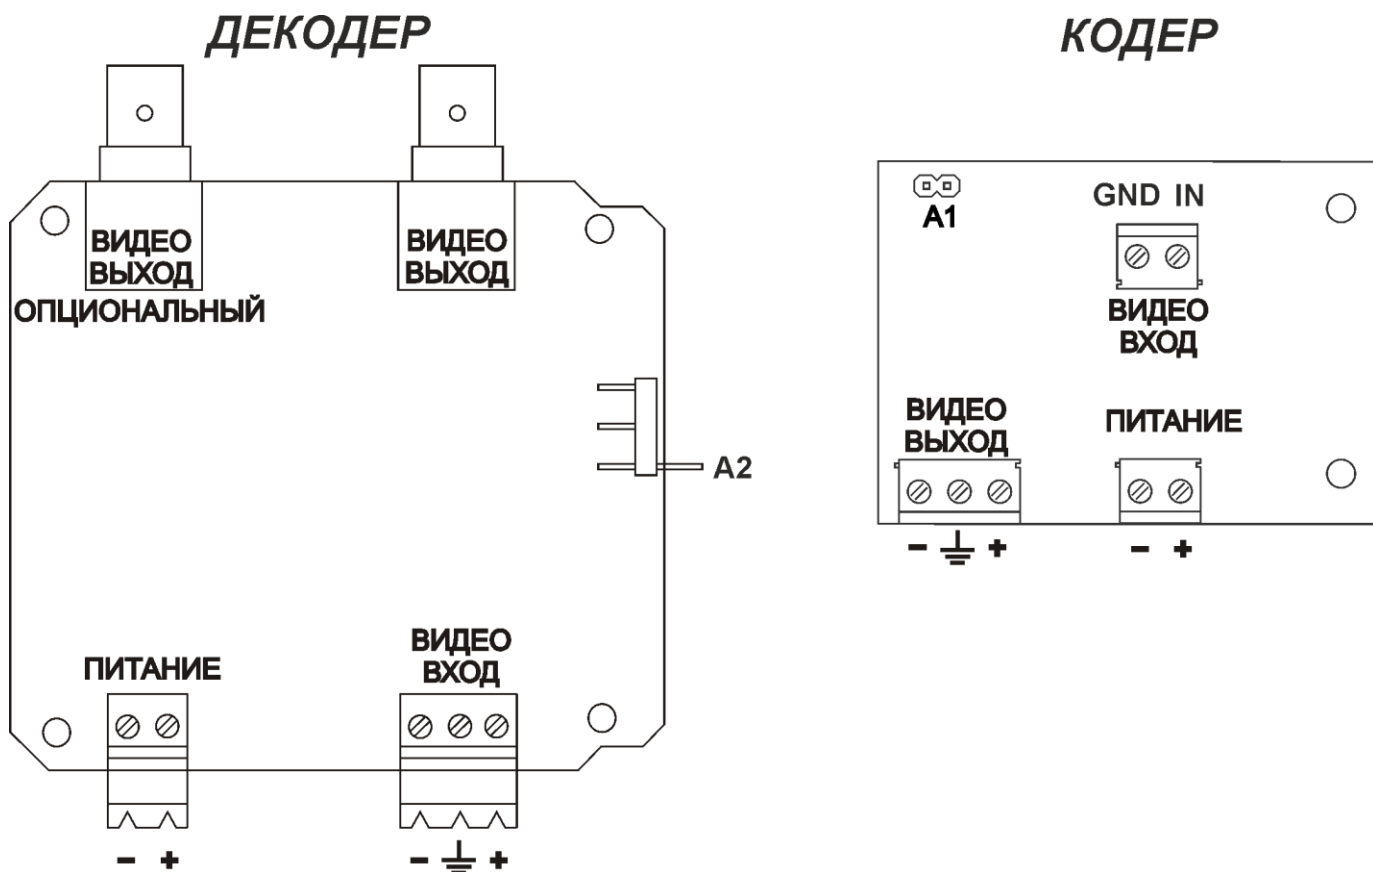 ДЕКОДЕР
КОДЕР
ВИДЕО
ВЫХОД
ОПЦИОНАЛЬНЫЙ
ВИДЕО
ВЫХОД
A2
ПИТАНИЕ
- +
ВИДЕО
ВХОД
- +
A1
GND IN
ВИДЕО
ВХОД
ВИДЕО
ВЫХОД
- +
ПИТАНИЕ
- +